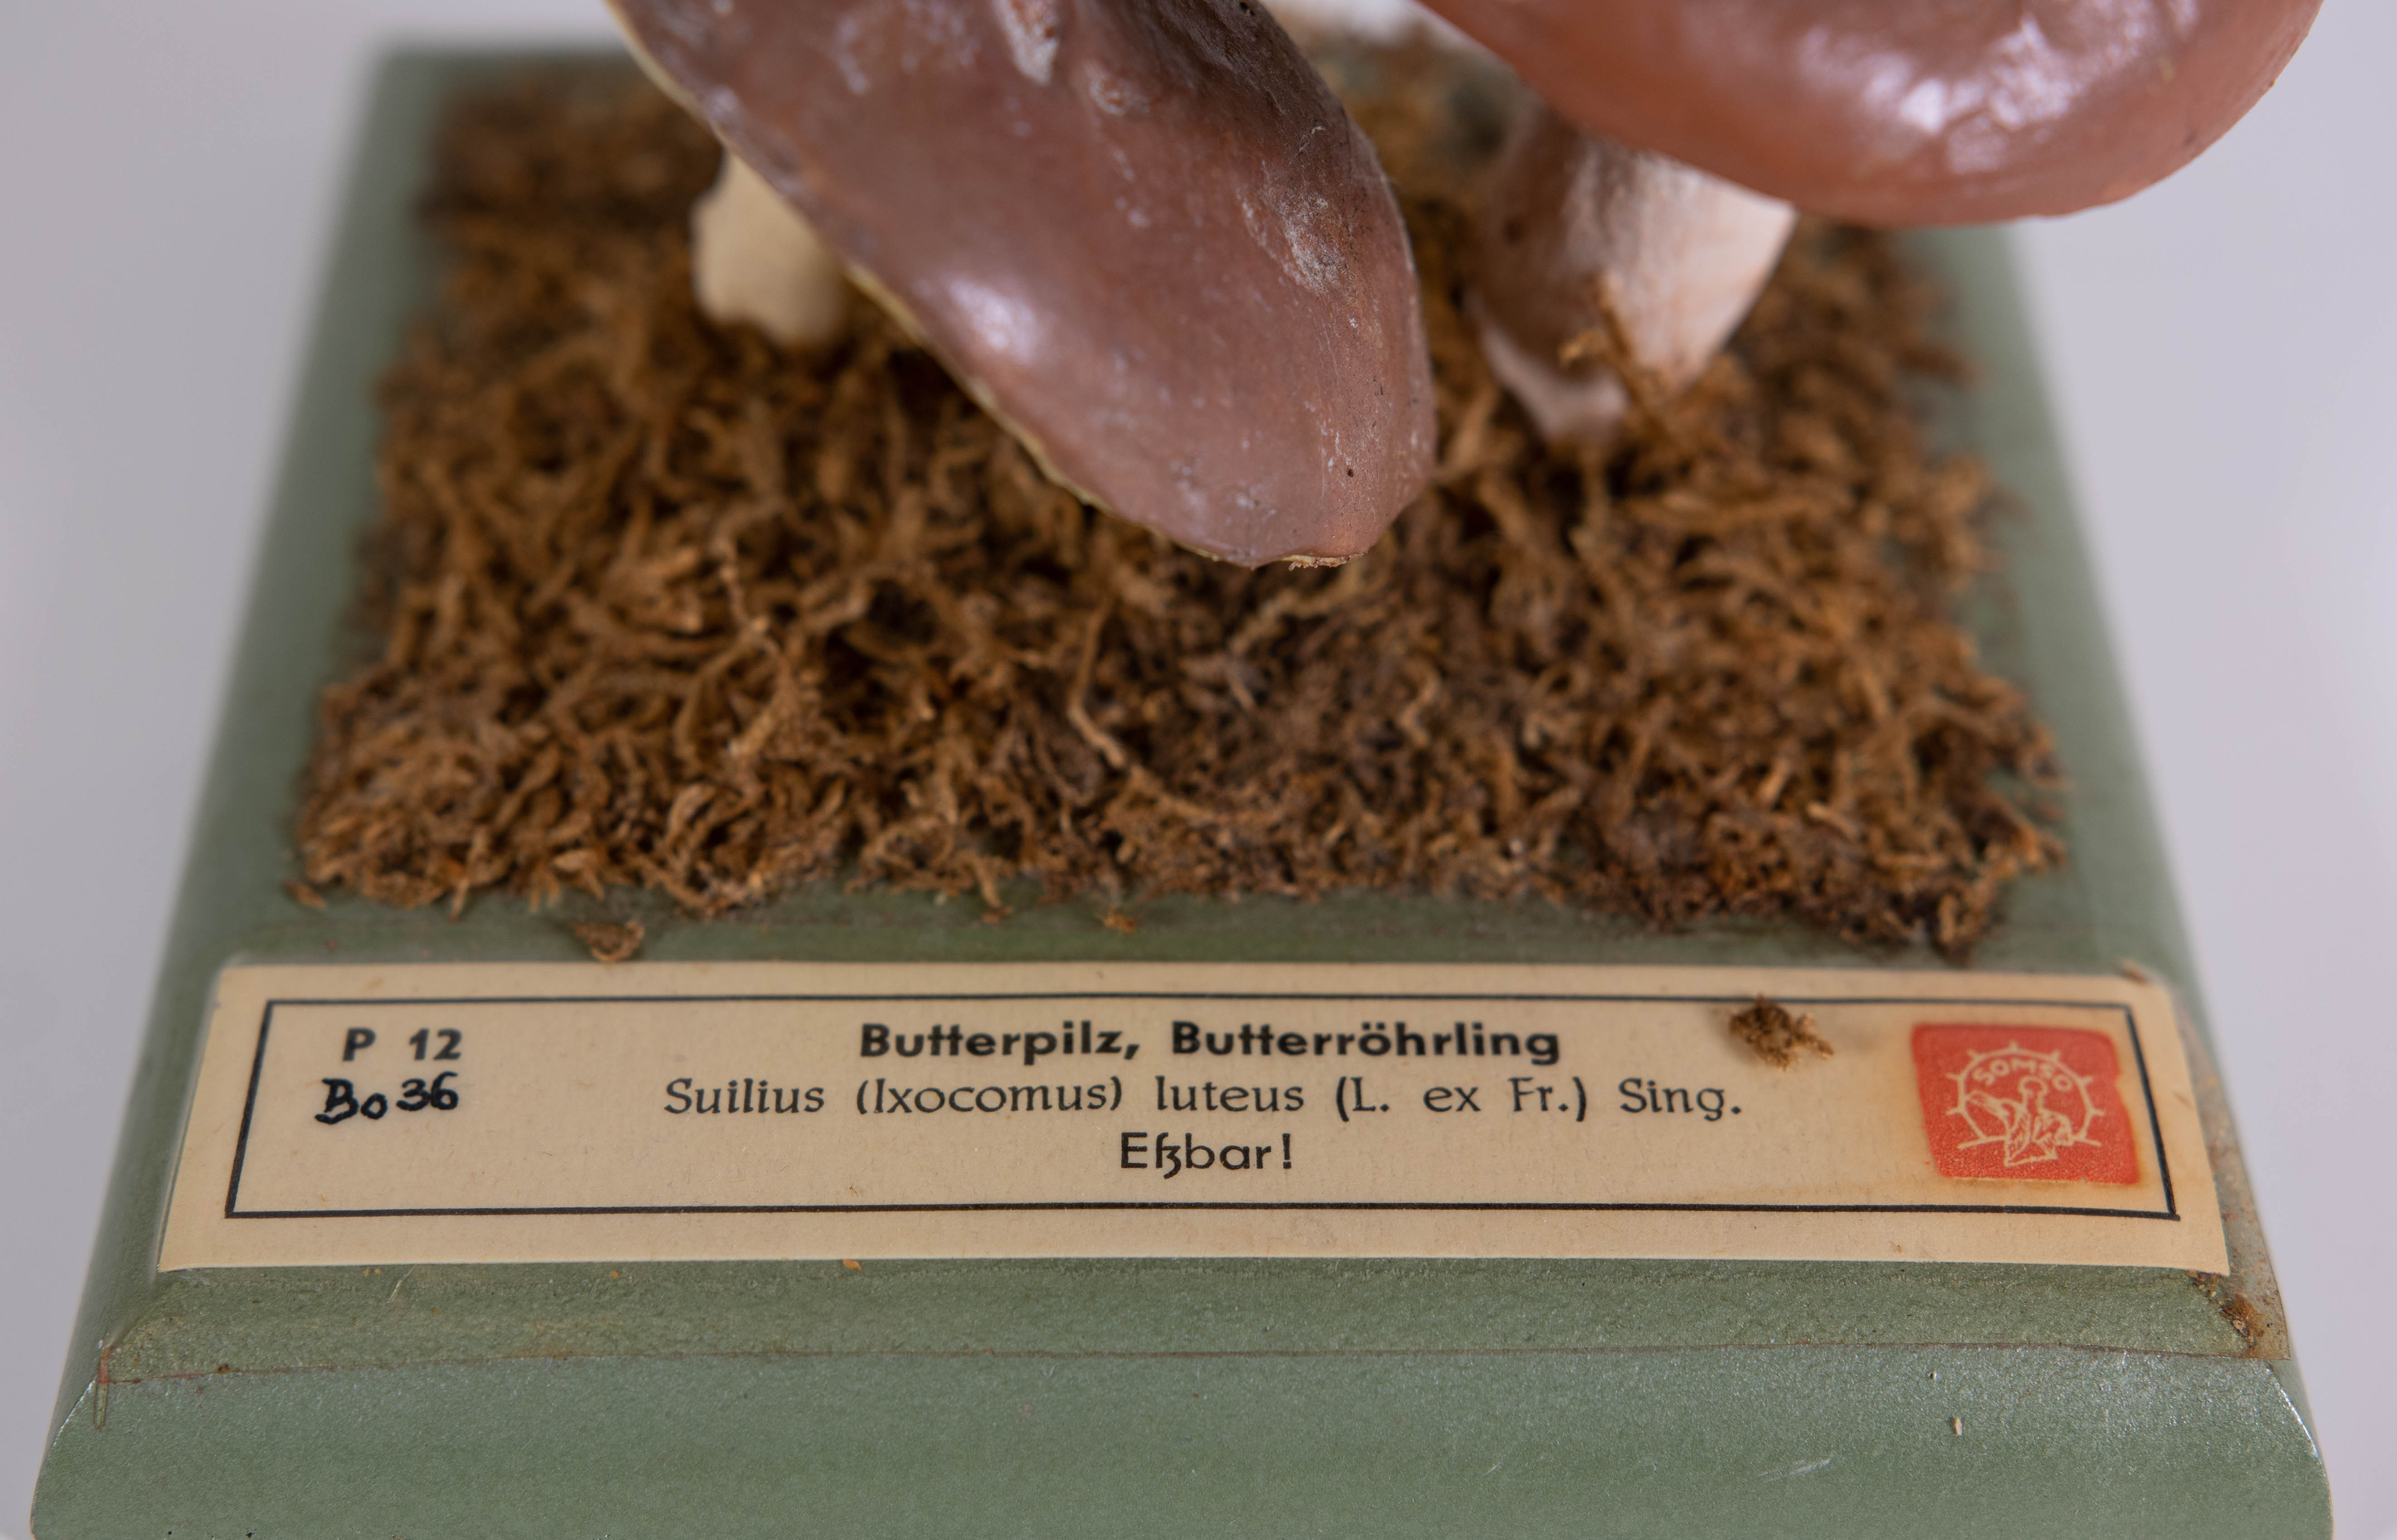 P 12
Bo 36
Butterpilz, Butterröhrling
Suilius (Ixocomus) luteus (L. ex Fr.) Sing.
Eßbar!
SOMSO